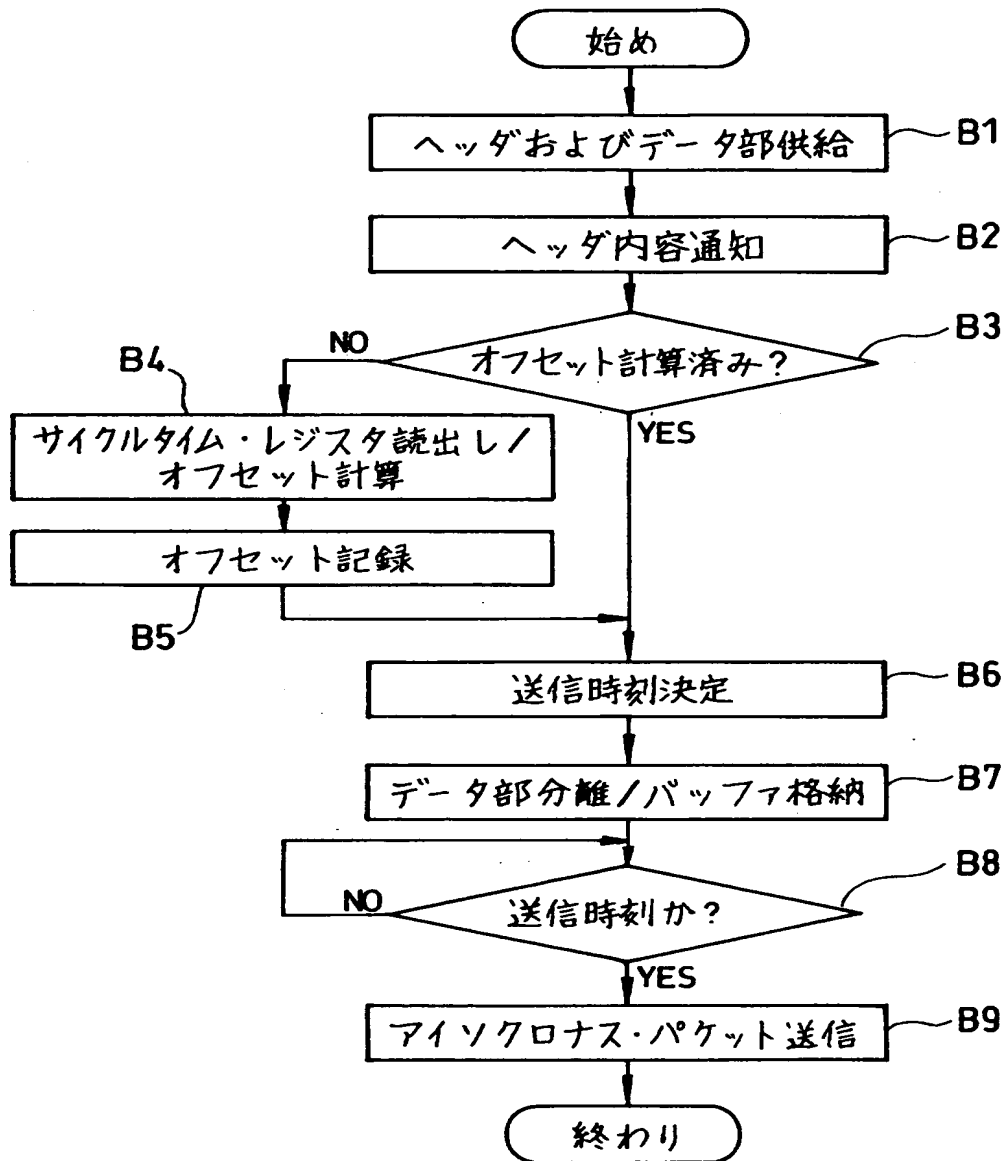 始め
ヘッダおよびデータ部供給
B1
ヘッダ内容通知
B2
オフセット計算済み?
B3
NO
YES
B4
サイクルタイム・レジスタ読出し/
オフセット計算
オフセット記録
B5
送信時刻決定
B6
データ部分離/バッファ格納
B7
送信時刻か?
B8
NO
YES
アイソクロナス・パケット送信
B9
終わり